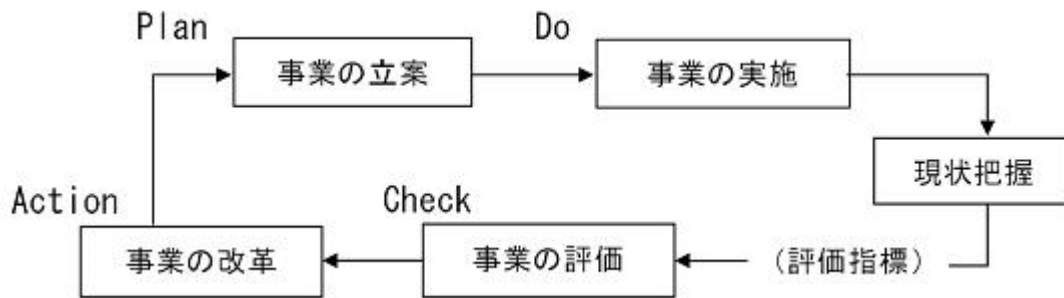 Plan
事業の立案
Do
事業の実施
現状把握
(評価指標)
Check
事業の評価
Action
事業の改革